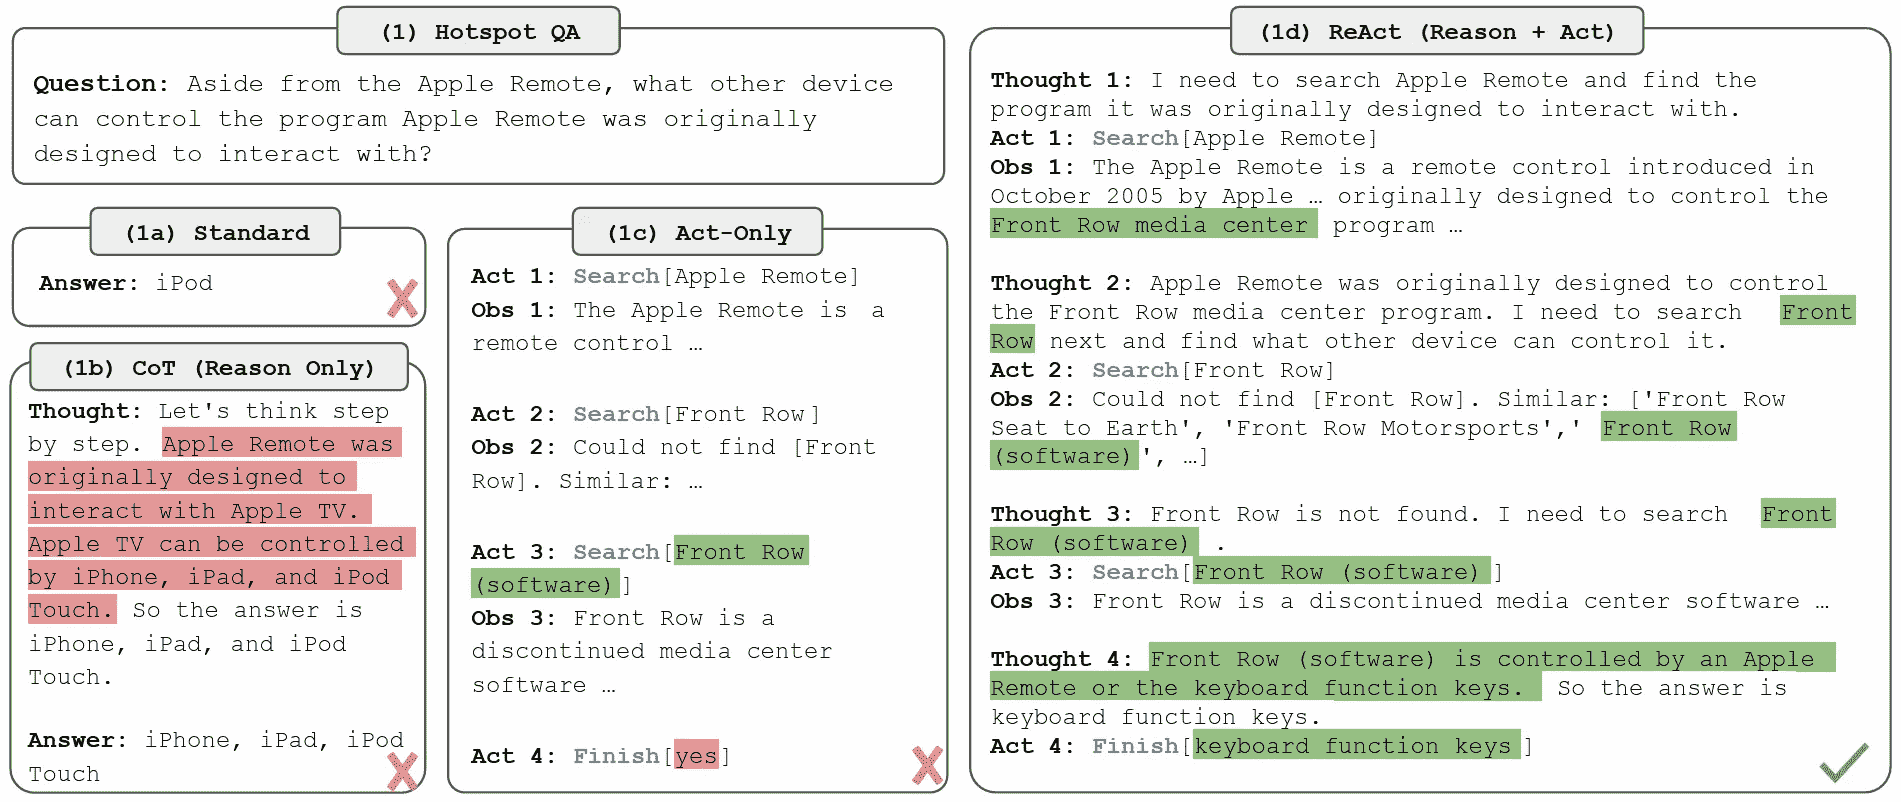 (1) Hotspot QA
Question: Aside from the Apple Remote, what other device
can control the program Apple Remote was originally
designed to interact with?
(1a) Standard
Answer: iPod
(1b) CoT (Reason Only)
Thought: Let's think step
by step. Apple Remote was
originally designed to
interact with Apple TV.
Apple TV can be controlled
by iPhone, iPad, and iPod
Touch. So the answer is
iPhone, iPad, and iPod
Touch.
Answer: iPhone, iPad, iPod
Touch
(1c) Act-Only
Act 1: Search[Apple Remote]
Obs 1: The Apple Remote is a
remote control …
Act 2: Search[Front Row]
Obs 2: Could not find [Front
Row]. Similar: …
Act 3: Search[Front Row
(software)]
Obs 3: Front Row is a
discontinued media center
software …
Act 4: Finish[yes]
(1d) ReAct (Reason + Act)
Thought 1: I need to search Apple Remote and find the
program it was originally designed to interact with.
Act 1: Search[Apple Remote]
Obs 1: The Apple Remote is a remote control introduced in
October 2005 by Apple … originally designed to control the
Front Row media center program …
Thought 2: Apple Remote was originally designed to control
the Front Row media center program. I need to search Front
Row next and find what other device can control it.
Act 2: Search[Front Row]
Obs 2: Could not find [Front Row]. Similar: ['Front Row
Seat to Earth', 'Front Row Motorsports',' Front Row
(software)', …]
Thought 3: Front Row is not found. I need to search Front
Row (software) .
Act 3: Search[Front Row (software)]
Obs 3: Front Row is a discontinued media center software …
Thought 4: Front Row (software) is controlled by an Apple
Remote or the keyboard function keys. So the answer is
keyboard function keys.
Act 4: Finish[keyboard function keys]